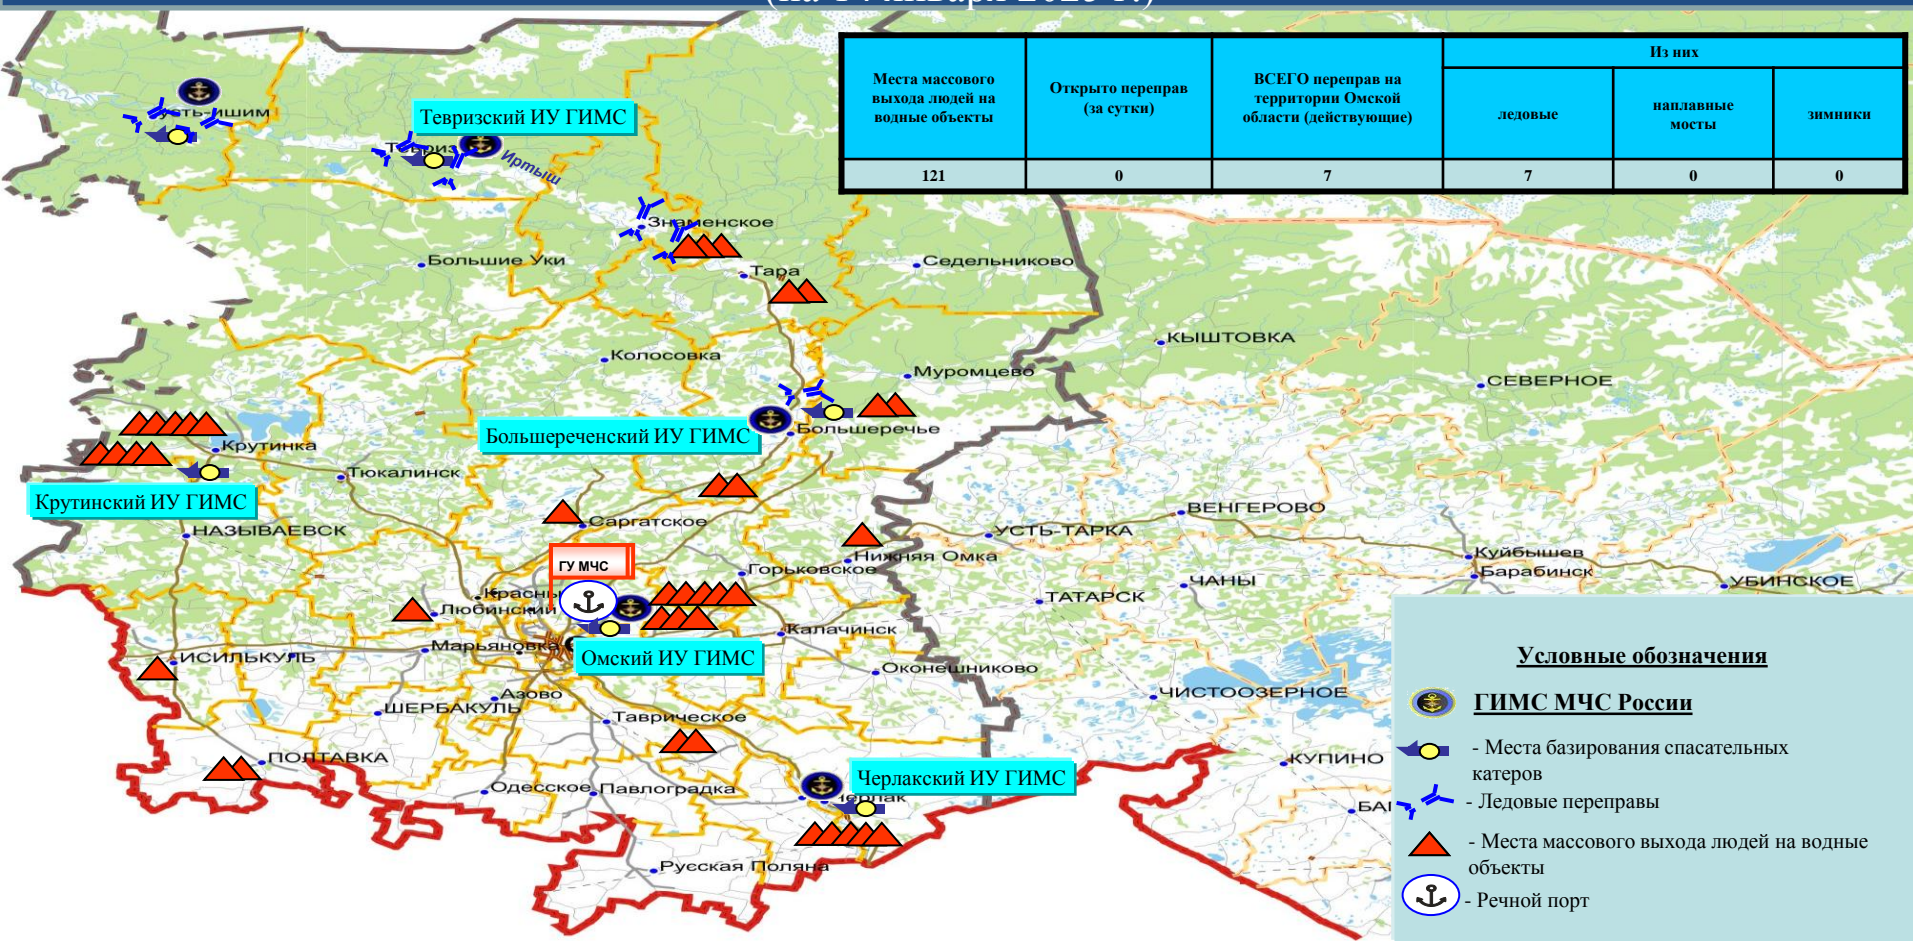 Места массового
выхода людей на
водные объекты
Открыто переправ
(за сутки)
ВСЕГО переправ на
территории Омской
области (действующие)
Из них
ледовые
наплавные
мосты
зимники
121
0
7
7
0
0
Тевризский ИУ ГИМС
Иртыш
Знаменское
Большие Уки
Тара
Седельниково
КЫШТОВКА
Колосовка
Муромцево
СЕВЕРНОЕ
Большереченский ИУ ГИМС
Большеречье
Крутинка
Тюкалинск
Крутинский ИУ ГИМС
НАЗЫВАЕВСК
Саргатское
ВЕНГЕРОВО
УСТЬ-ТАРКА
Нижняя Омка
Куйбышев
Барабинск
ГУ МЧС
Горьковское
ЧАНЫ
УБИНСКОЕ
ТАТАРСК
Любинский
Калачинск
Марьяновка
ИСИЛЬКУЛЬ
Омский ИУ ГИМС
Оконешниково
Азово
ЧИСТООЗЕРНОЕ
ШЕРБАКУЛЬ
Таврическое
ПОЛТАВКА
КУПИНО
Черлакский ИУ ГИМС
Одесское
Павлоградка
Русская Поляна
Условные обозначения
ГИМС МЧС России
- Места базирования спасательных
катеров
- Ледовые переправы
- Места массового выхода людей на водные
объекты
- Речной порт